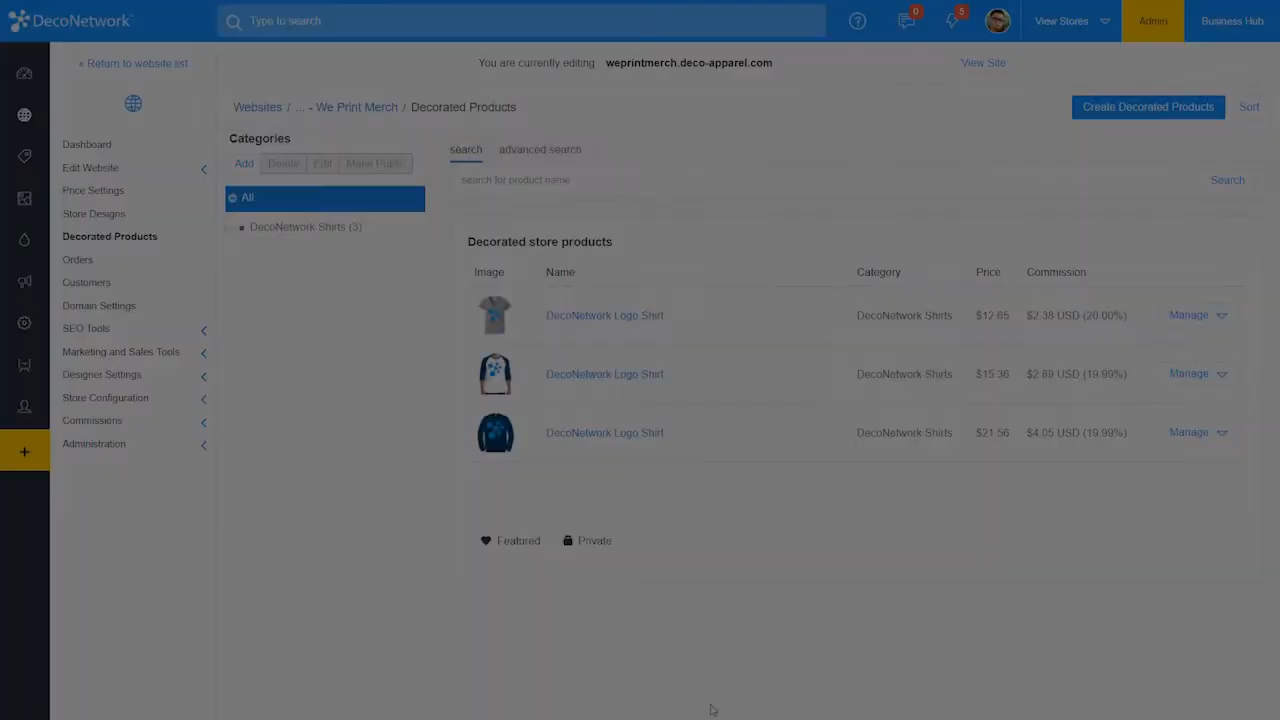 DecoNetwork
Type to search
0
5
View Stores
Admin
Business Hub
« Return to website list
You are currently editing weprintmerch.deco-apparel.com
View Site
Websites / ... - We Print Merch / Decorated Products
Create Decorated Products
Sort
Dashboard
Edit Website
Price Settings
Store Designs
Decorated Products
Orders
Customers
Domain Settings
SEO Tools
Marketing and Sales Tools
Designer Settings
Store Configuration
Commissions
Administration
Categories
Add Delete Edit Make Public
All
DecoNetwork Shirts (3)
search advanced search
search for product name
Search
Decorated store products
Image Name Category Price Commission
DecoNetwork Logo Shirt DecoNetwork Shirts $12.65 $2.38 USD (20.00%) Manage
DecoNetwork Logo Shirt DecoNetwork Shirts $15.36 $2.89 USD (19.99%) Manage
DecoNetwork Logo Shirt DecoNetwork Shirts $21.56 $4.05 USD (19.99%) Manage
Featured Private